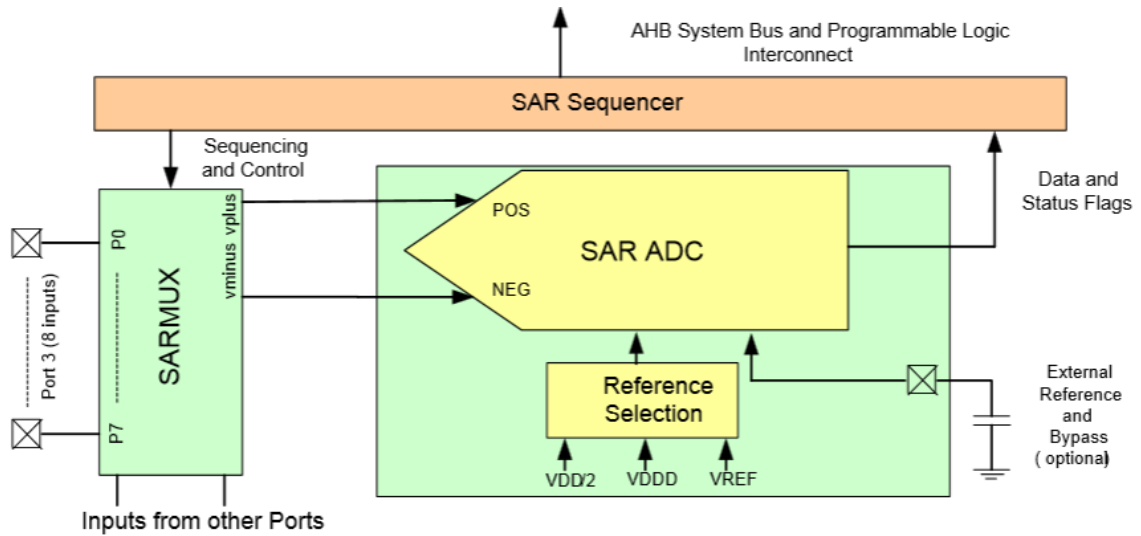 AHB System Bus and Programmable Logic
Interconnect
SAR Sequencer
Sequencing
and Control
Data and
Status Flags
vminus vplus
POS
NEG
SAR ADC
P0
P7
SARMUX
Port 3 (8 inputs)
Reference
Selection
VDD/2
VDDD
VREF
External
Reference
and
Bypass
( optional)
Inputs from other Ports